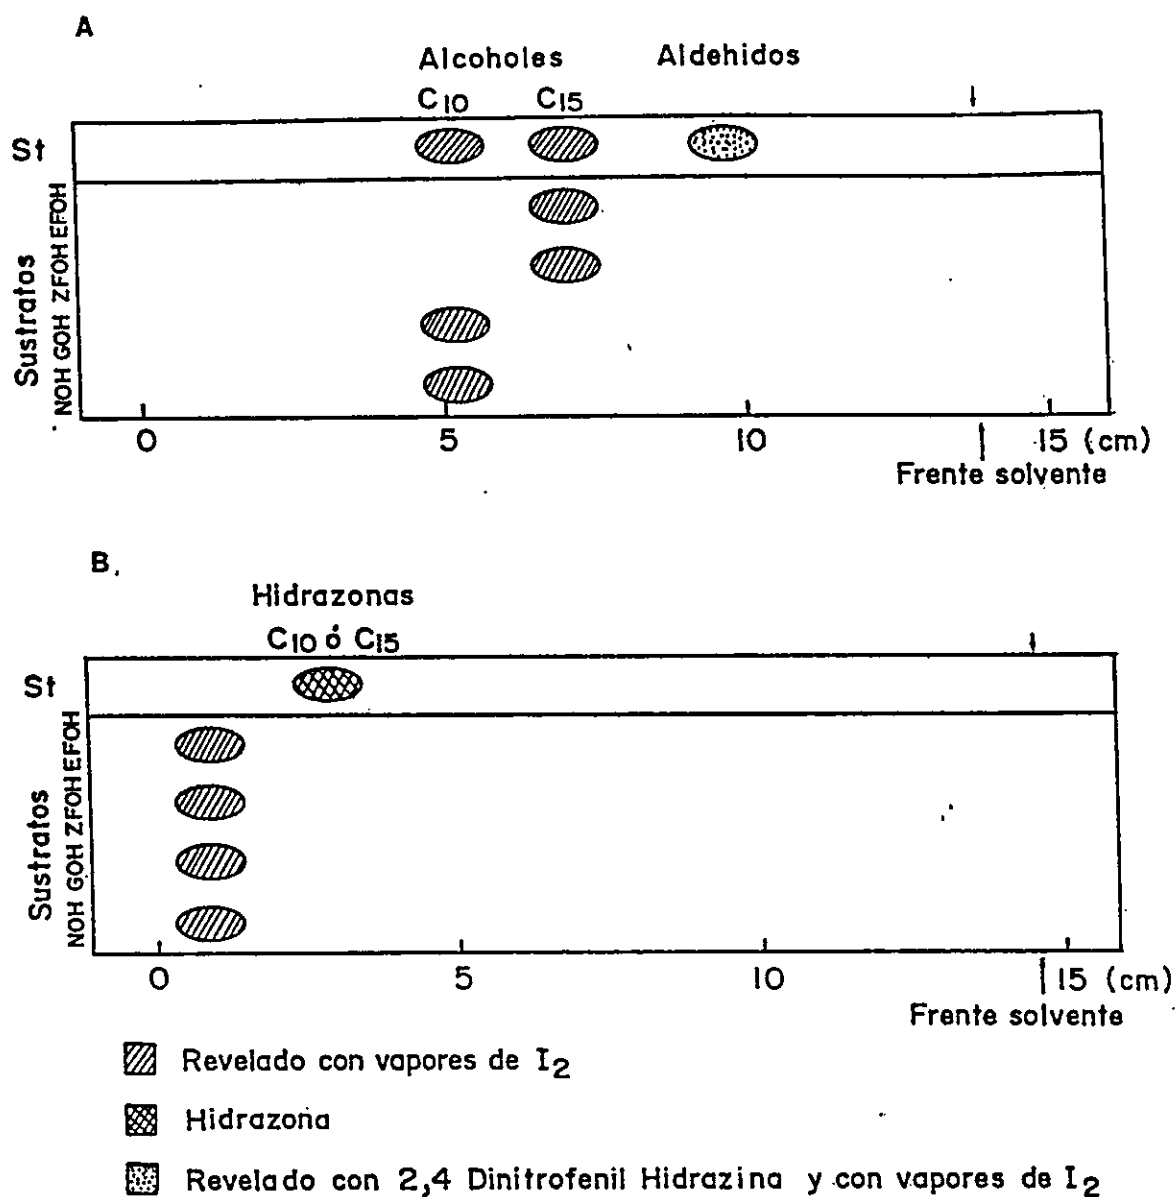 A
Alcoholes Aldehidos
C10 C15
St
Sustratos
NOH GOH ZFOH EFOH
0 5 10 15 (cm)
Frente solvente
B.
Hidrazonas
C10 ó C15
St
Sustratos
NOH GOH ZFOH EFOH
0 5 10 15 (cm)
Frente solvente
Revelado con vapores de I2
Hidrazona
Revelado con 2,4 Dinitrofenil Hidrazina y con vapores de I2